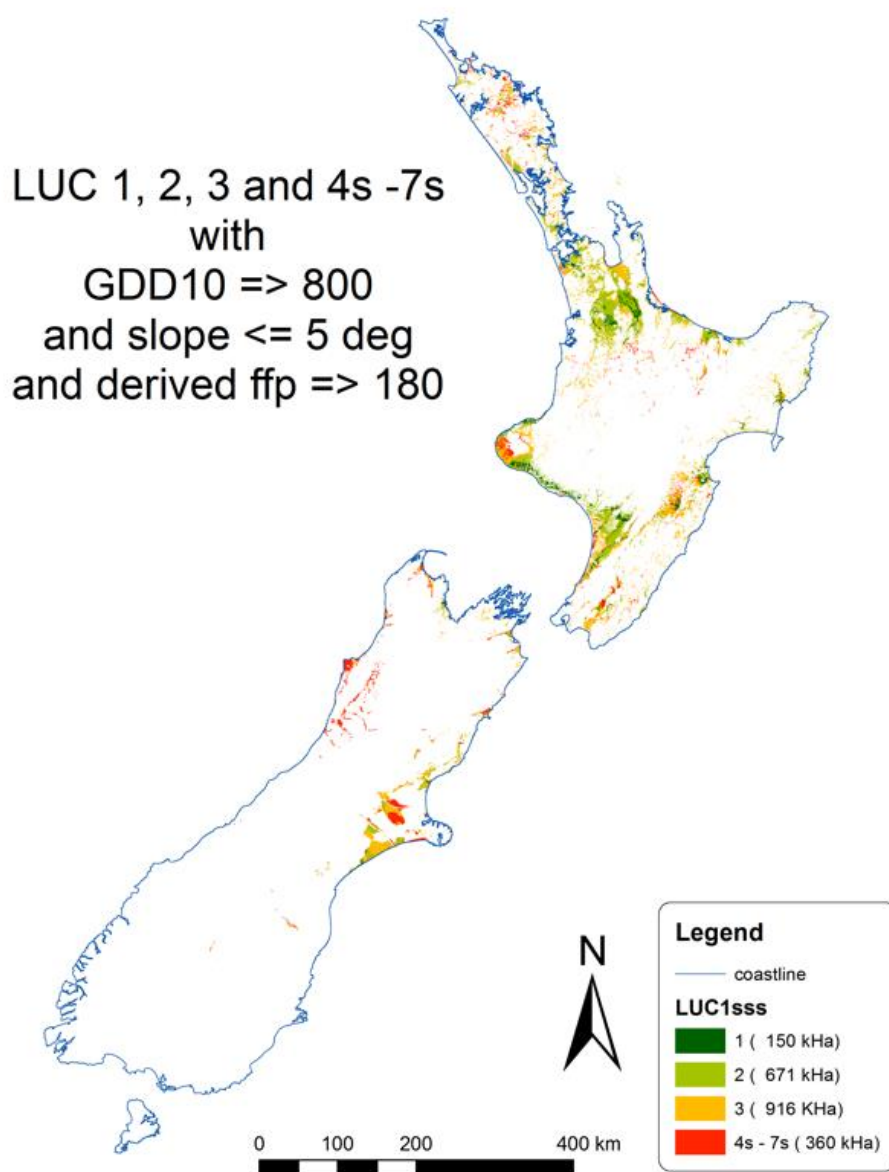 LUC 1, 2, 3 and 4s -7s
with
GDD10 => 800
and slope <= 5 deg
and derived ffp => 180
N
Legend
coastline
LUC1sss
1 ( 150 kHa)
2 ( 671 kHa)
3 ( 916 KHa)
4s - 7s ( 360 kHa)
0 100 200 400 km